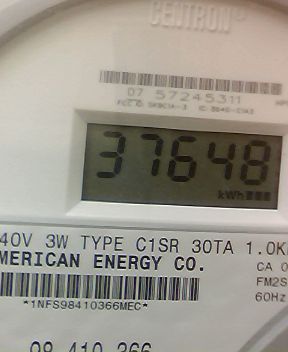 CENTRON
07 57245311
37648
kWh
40V 3W TYPE C1SR 30TA 1.0K
MERICAN ENERGY CO.
CA 0
FM2S
60Hz
*1NFS98410366MEC*
09 410 366